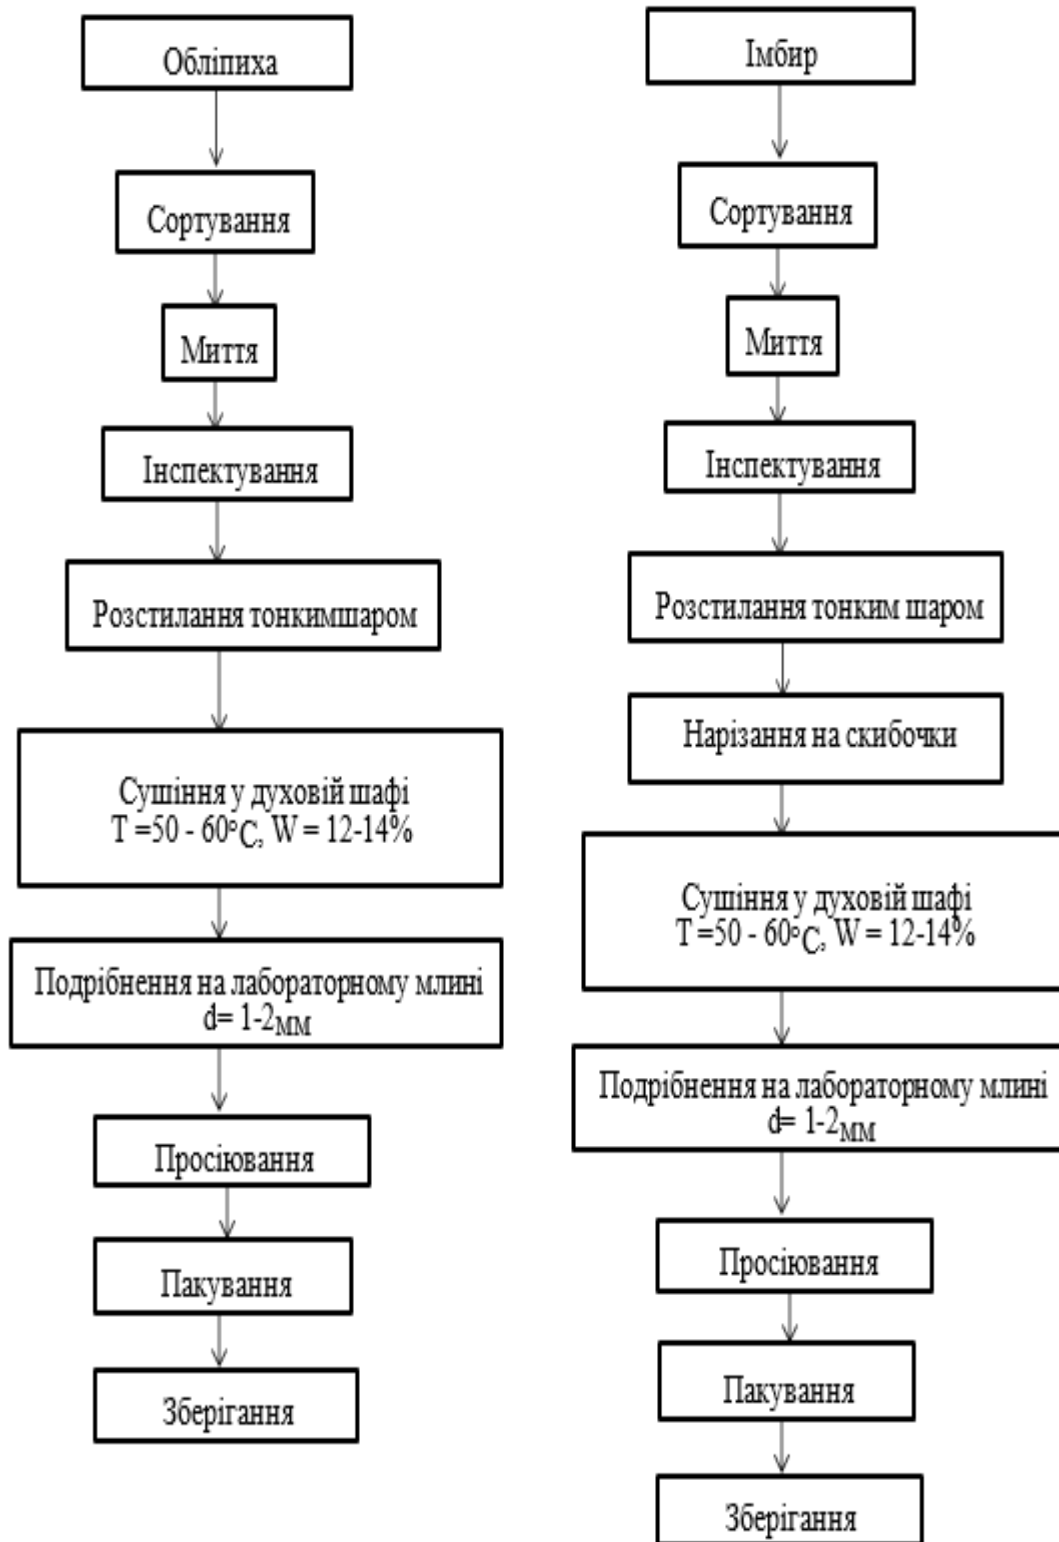 Обліпиха
Сортування
Миття
Інспектування
Розстилання тонкимшаром
Сушіння у духовій шафі
T =50 - 60°C, W = 12-14%
Подрібнення на лабораторному млині
d= 1-2мм
Просіювання
Пакування
Зберігання
Імбир
Сортування
Миття
Інспектування
Розстилання тонким шаром
Нарізання на скибочки
Сушіння у духовій шафі
T =50 - 60°C, W = 12-14%
Подрібнення на лабораторному млині
d= 1-2мм
Просіювання
Пакування
Зберігання